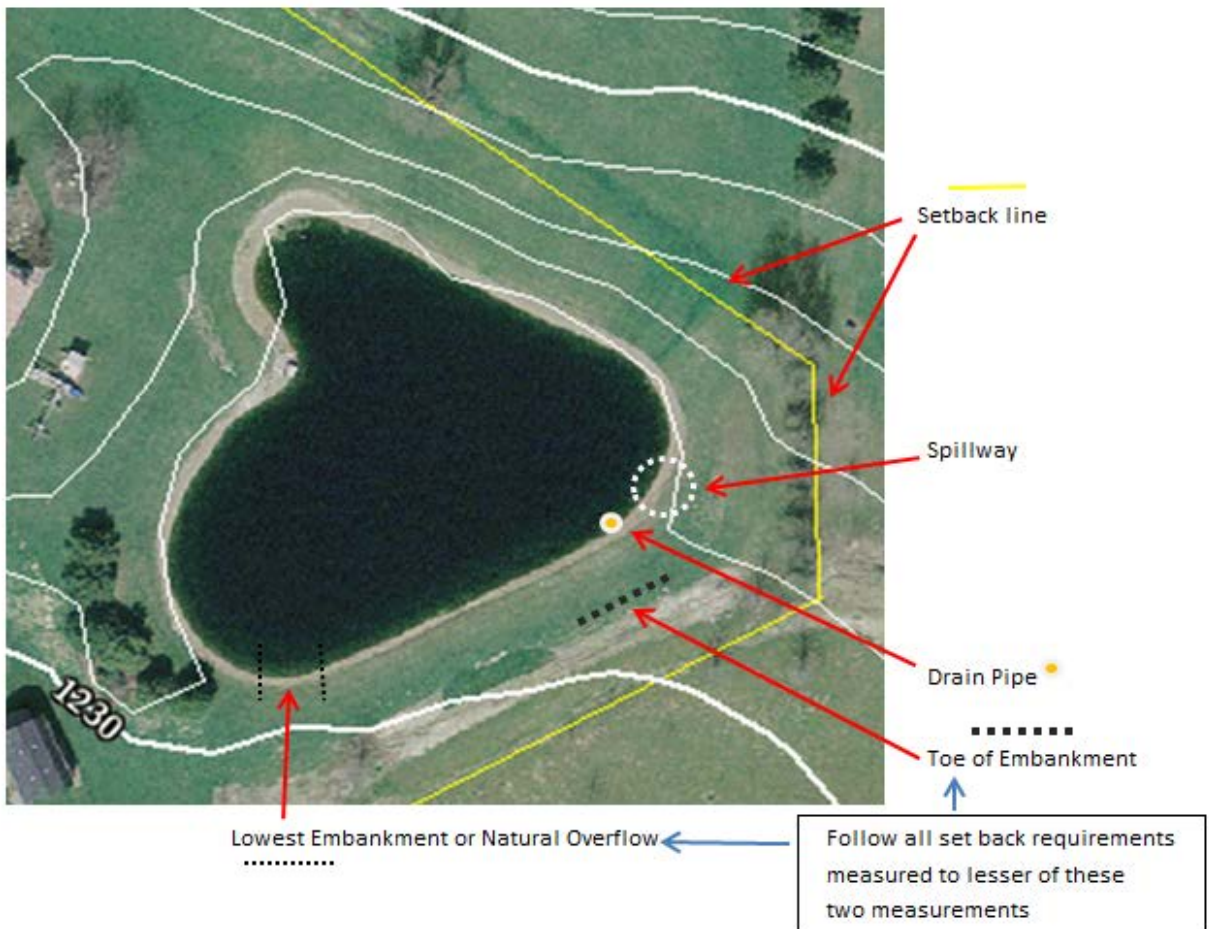 Setback line
Spillway
1230
Drain Pipe
Toe of Embankment
Lowest Embankment or Natural Overflow
Follow all set back requirements
measured to lesser of these
two measurements